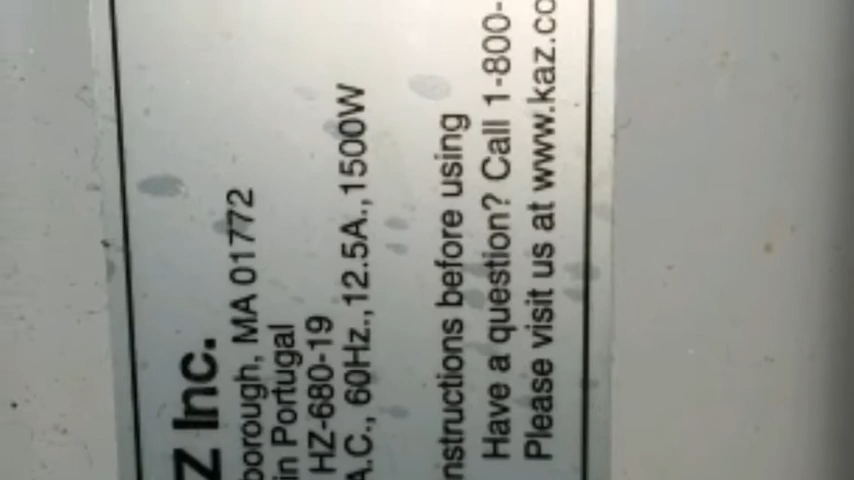 Z Inc.
borough, MA 01772
in Portugal
HZ-680-19
A.C., 60Hz.,12.5A.,1500W
nstructions before using
Have a question? Call 1-800-
Please visit us at www.kaz.co